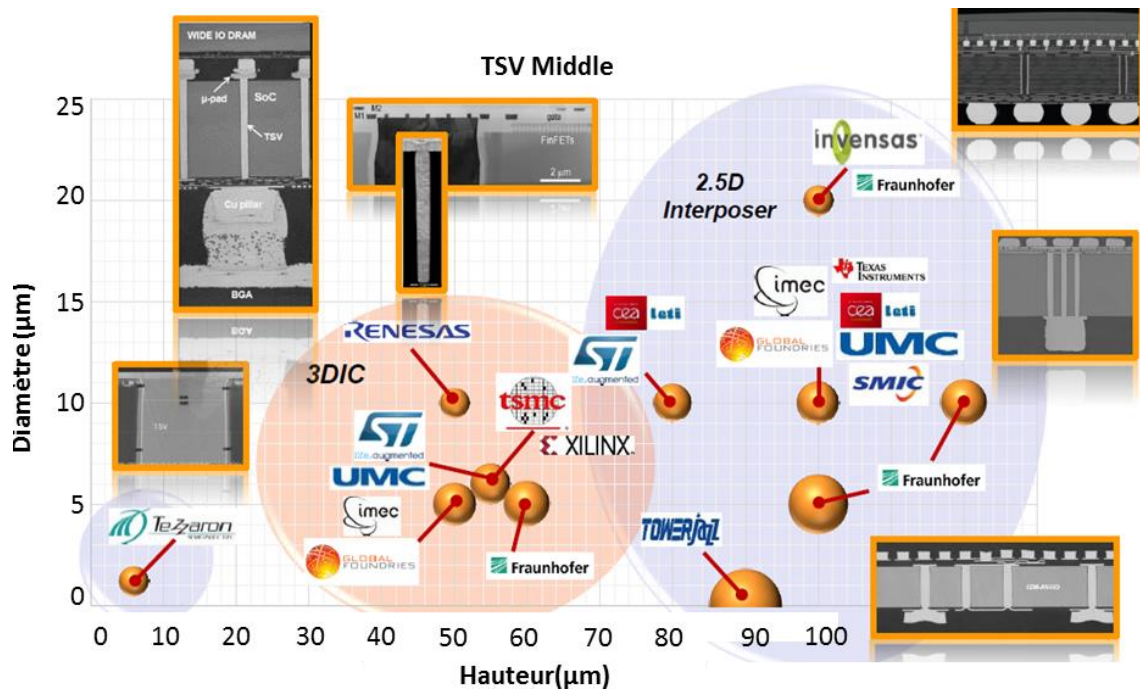 TSV Middle
WIDE IO DRAM
µ-pad
SoC
TSV
Cu pillar
BGA
M1
M2
gate
FinFETs
2 µm
25
20
15
10
5
0
Diamètre(µm)
invensas
Fraunhofer
2.5D
Interposer
imec
TEXAS
INSTRUMENTS
cea leti
GLOBAL
FOUNDRIES
cea leti
UMC
SMIC
ST
life.augmented
RENESAS
3DIC
tsmc
XILINX
ST
life.augmented
UMC
imec
GLOBAL
FOUNDRIES
Fraunhofer
Fraunhofer
TOWERJAZZ
TSV
Tezzaron
SEMICONDUCTOR
0 10 20 30 40 50 60 70 80 90 100
Hauteur(µm)